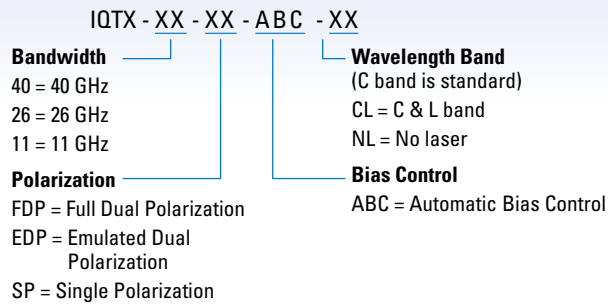 IQTX - XX - XX - ABC - XX
Bandwidth
40 = 40 GHz
26 = 26 GHz
11 = 11 GHz
Polarization
FDP = Full Dual Polarization
EDP = Emulated Dual
Polarization
SP = Single Polarization
Wavelength Band
(C band is standard)
CL = C & L band
NL = No laser
Bias Control
ABC = Automatic Bias Control